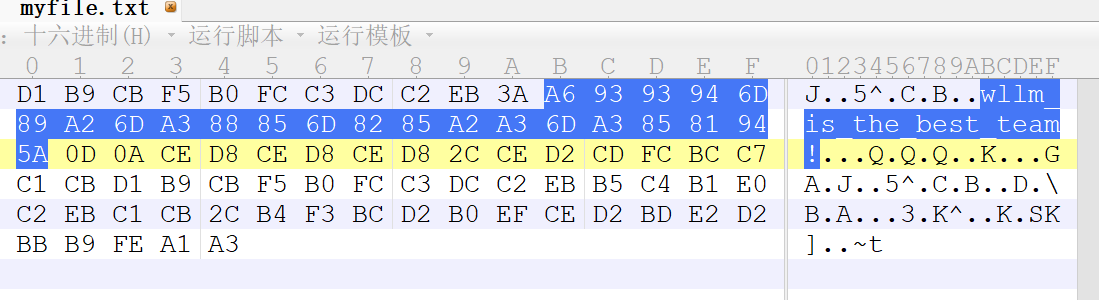 myfile.txt
: 十六进制(H) 运行脚本 运行模板
0 1 2 3 4 5 6 7 8 9 A B C D E F 0123456789ABCDEF
D1 B9 CB F5 B0 FC C3 DC C2 EB 3A A6 93 93 94 6D J..5^.C.B..wllm_
89 A2 6D A3 88 85 6D 82 85 A2 A3 6D A3 85 81 94 is_the_best_team
5A 0D 0A CE D8 CE D8 CE D8 2C CE D2 CD FC BC C7 !...Q.Q.Q..K...G
C1 CB D1 B9 CB F5 B0 FC C3 DC C2 EB B5 C4 B1 E0 A.J..5^.C.B..D.\
C2 EB C1 CB 2C B4 F3 BC D2 B0 EF CE D2 BD E2 D2 B.A...3.K^..K.SK
BB B9 FE A1 A3 ]..~t